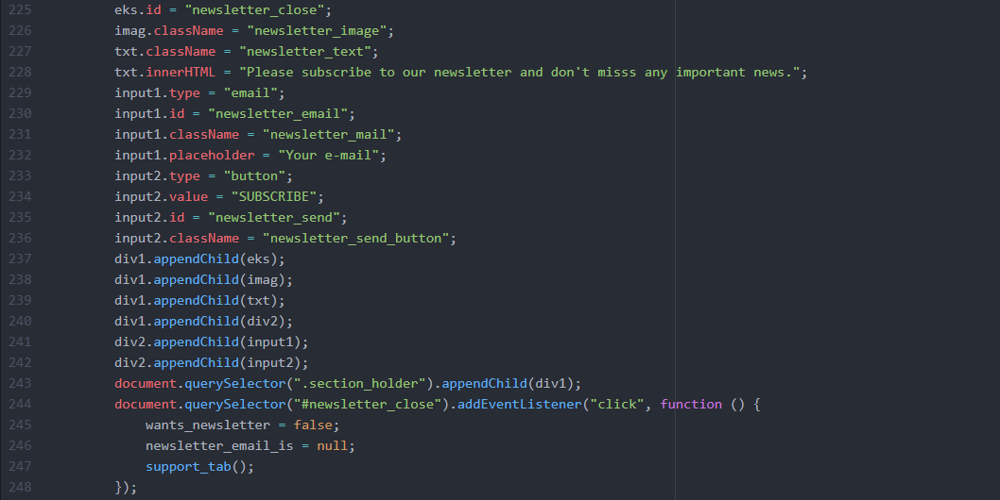 225 eks.id = "newsletter_close";
226 imag.className = "newsletter_image";
227 txt.className = "newsletter_text";
228 txt.innerHTML = "Please subscribe to our newsletter and don't misss any important news.";
229 input1.type = "email";
230 input1.id = "newsletter_email";
231 input1.className = "newsletter_mail";
232 input1.placeholder = "Your e-mail";
233 input2.type = "button";
234 input2.value = "SUBSCRIBE";
235 input2.id = "newsletter_send";
236 input2.className = "newsletter_send_button";
237 div1.appendChild(eks);
238 div1.appendChild(imag);
239 div1.appendChild(txt);
240 div1.appendChild(div2);
241 div2.appendChild(input1);
242 div2.appendChild(input2);
243 document.querySelector(".section_holder").appendChild(div1);
244 document.querySelector("#newsletter_close").addEventListener("click", function () {
245 wants_newsletter = false;
246 newsletter_email_is = null;
247 support_tab();
248 });